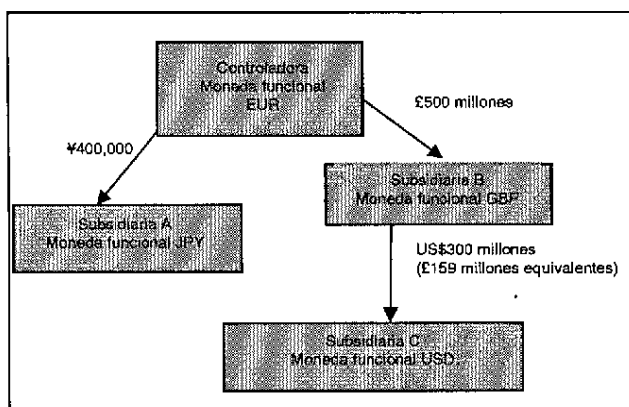 Controladora
Moneda funcional
EUR
¥400,000
£500 millones
Subsidiaria A
Moneda funcional JPY
Subsidiaria B
Moneda funcional GBP
US$300 millones
(£159 millones equivalentes)
Subsidiaria C
Moneda funcional USD